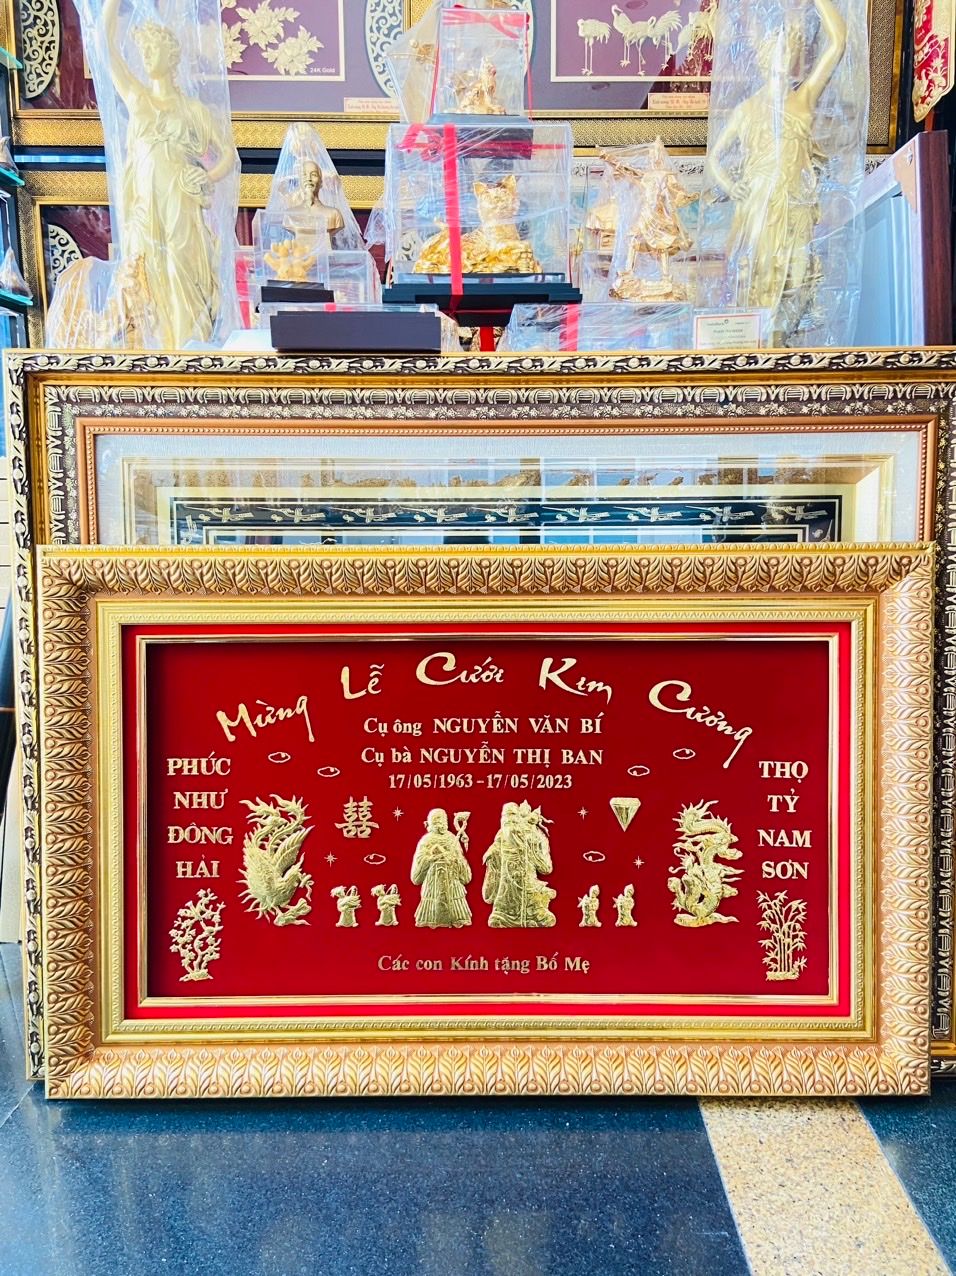 24K Gold
Mừng Lễ Cưới Kim Cương
Cụ ông NGUYỄN VĂN BÍ
Cụ bà NGUYỄN THỊ BAN
17/05/1963-17/05/2023
PHÚC
NHƯ
ĐÔNG
HẢI
囍
THỌ
TỶ
NAM
SƠN
Các con Kính tặng Bố Mẹ